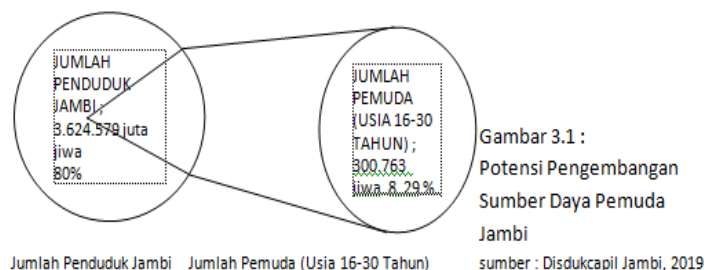 JUMLAH
PENDUDUK
JAMBI ;
3.624.579 juta
jiwa
80%
JUMLAH
PEMUDA
(USIA 16-30
TAHUN) ;
300.763
jiwa 8.29 %
Gambar 3.1 :
Potensi Pengembangan
Sumber Daya Pemuda
Jambi
Jumlah Penduduk Jambi Jumlah Pemuda (Usia 16-30 Tahun) sumber : Disdukcapil Jambi, 2019